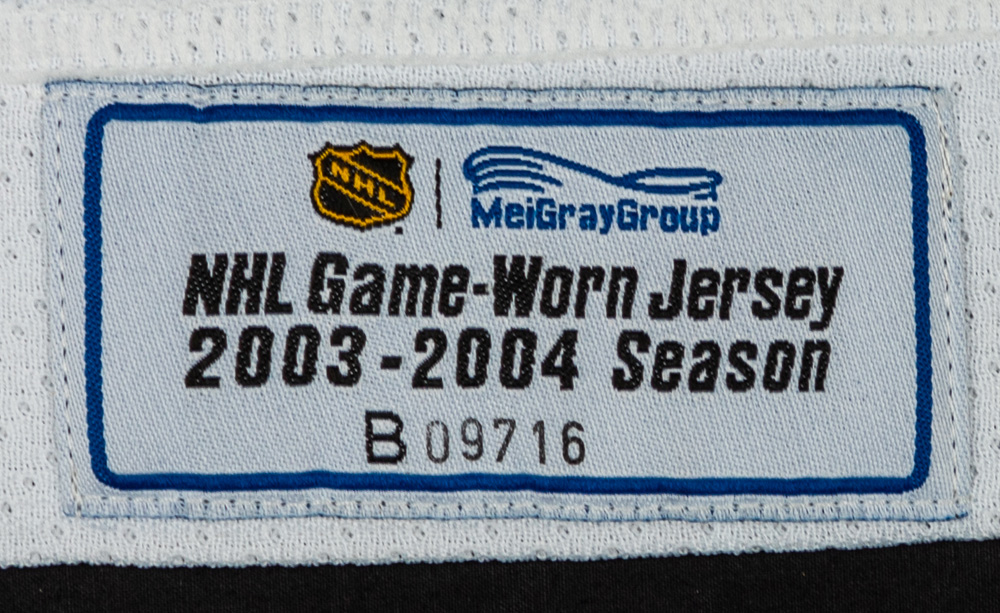 NHL
MeiGrayGroup
NHL Game-Worn Jersey
2003-2004 Season
B 09716